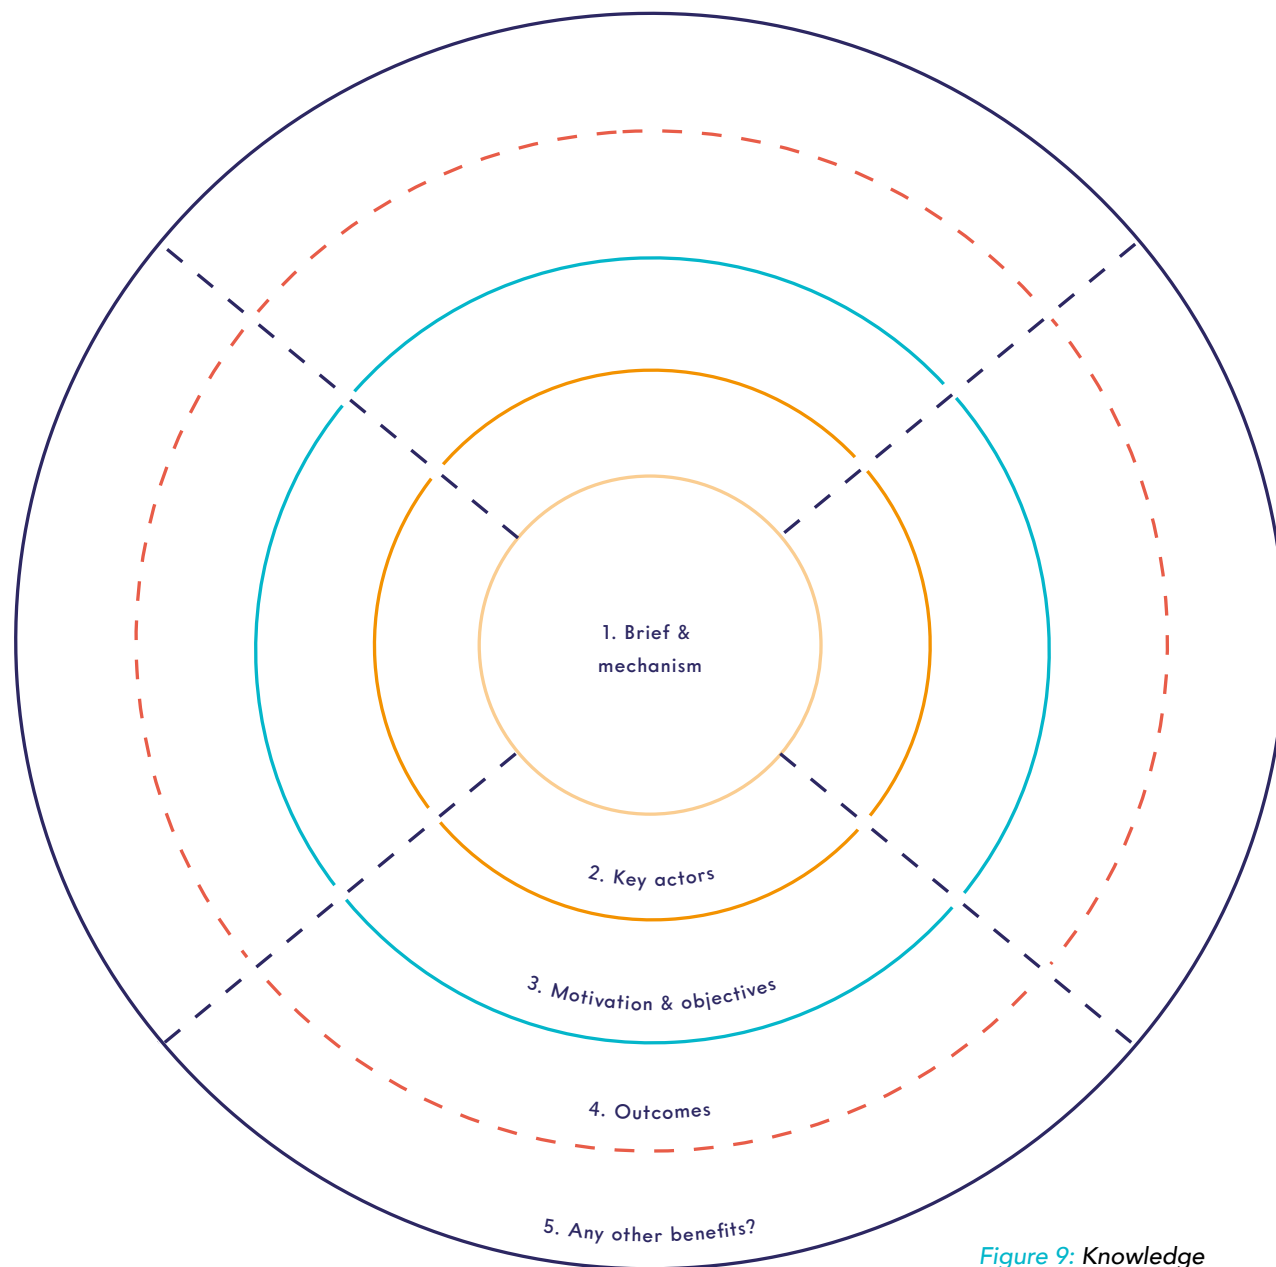 1. Brief &
mechanism
2. Key actors
3. Motivation & objectives
4. Outcomes
5. Any other benefits?
Figure 9: Knowledge